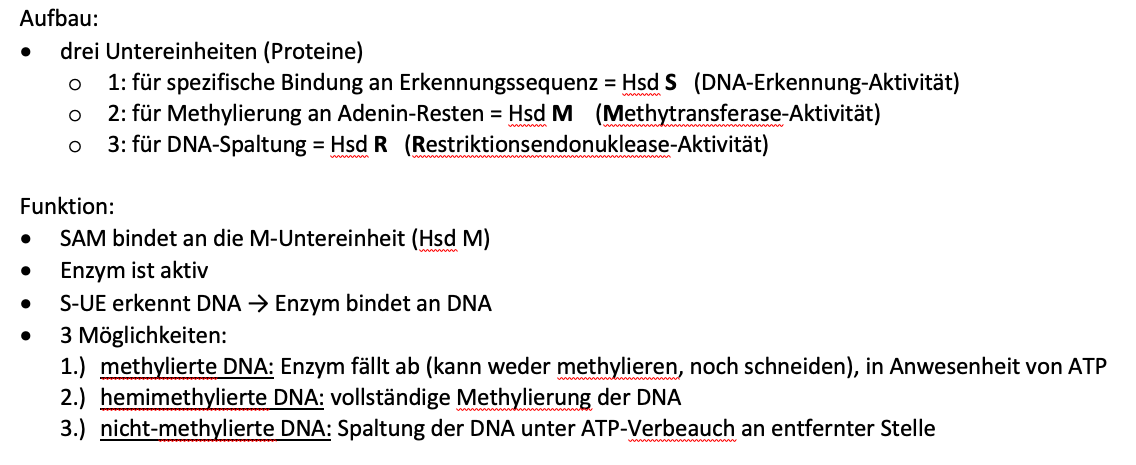 Aufbau:
• drei Untereinheiten (Proteine)
o 1: für spezifische Bindung an Erkennungssequenz = Hsd S (DNA-Erkennung-Aktivität)
o 2: für Methylierung an Adenin-Resten = Hsd M (Methytransferase-Aktivität)
o 3: für DNA-Spaltung = Hsd R (Restriktionsendonuklease-Aktivität)
Funktion:
• SAM bindet an die M-Untereinheit (Hsd M)
• Enzym ist aktiv
• S-UE erkennt DNA → Enzym bindet an DNA
• 3 Möglichkeiten:
1.) methylierte DNA: Enzym fällt ab (kann weder methylieren, noch schneiden), in Anwesenheit von ATP
2.) hemimethylierte DNA: vollständige Methylierung der DNA
3.) nicht-methylierte DNA: Spaltung der DNA unter ATP-Verbeauch an entfernter Stelle